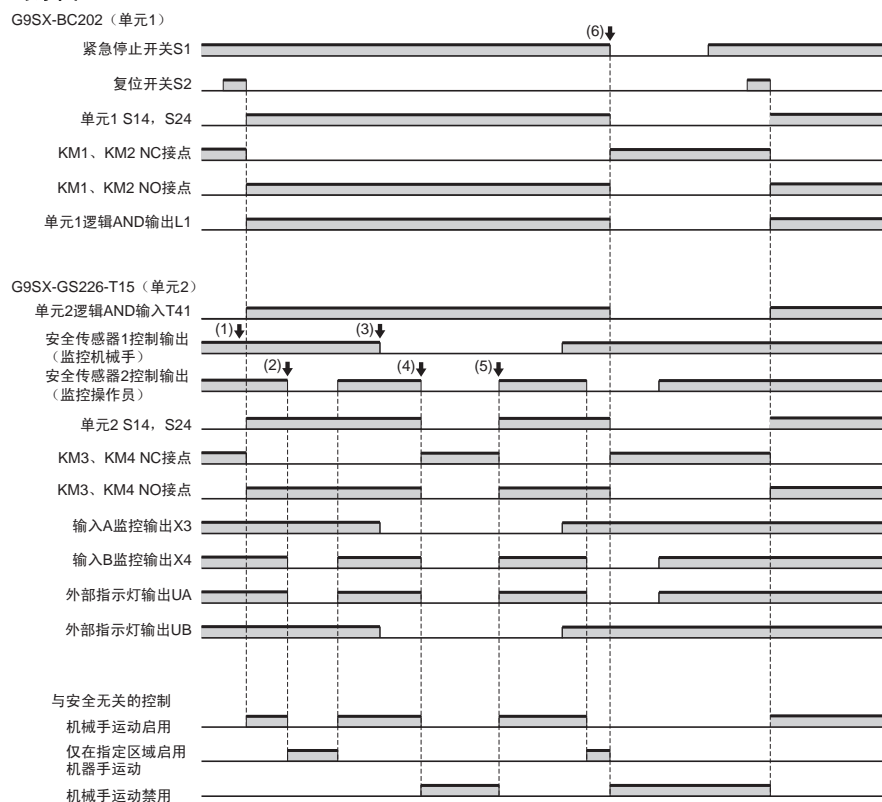 G9SX-BC202（单元1）
(6)
紧急停止开关S1
复位开关S2
单元1 S14，S24
KM1、KM2 NC接点
KM1、KM2 NO接点
单元1逻辑AND输出L1
G9SX-GS226-T15（单元2）
单元2逻辑AND输入T41
(1)
(3)
安全传感器1控制输出
（监控机械手）
(2)
(4)
(5)
安全传感器2控制输出
（监控操作员）
单元2 S14，S24
KM3、KM4 NC接点
KM3、KM4 NO接点
输入A监控输出X3
输入B监控输出X4
外部指示灯输出UA
外部指示灯输出UB
与安全无关的控制
机械手运动启用
仅在指定区域启用
机器手运动
机械手运动禁用